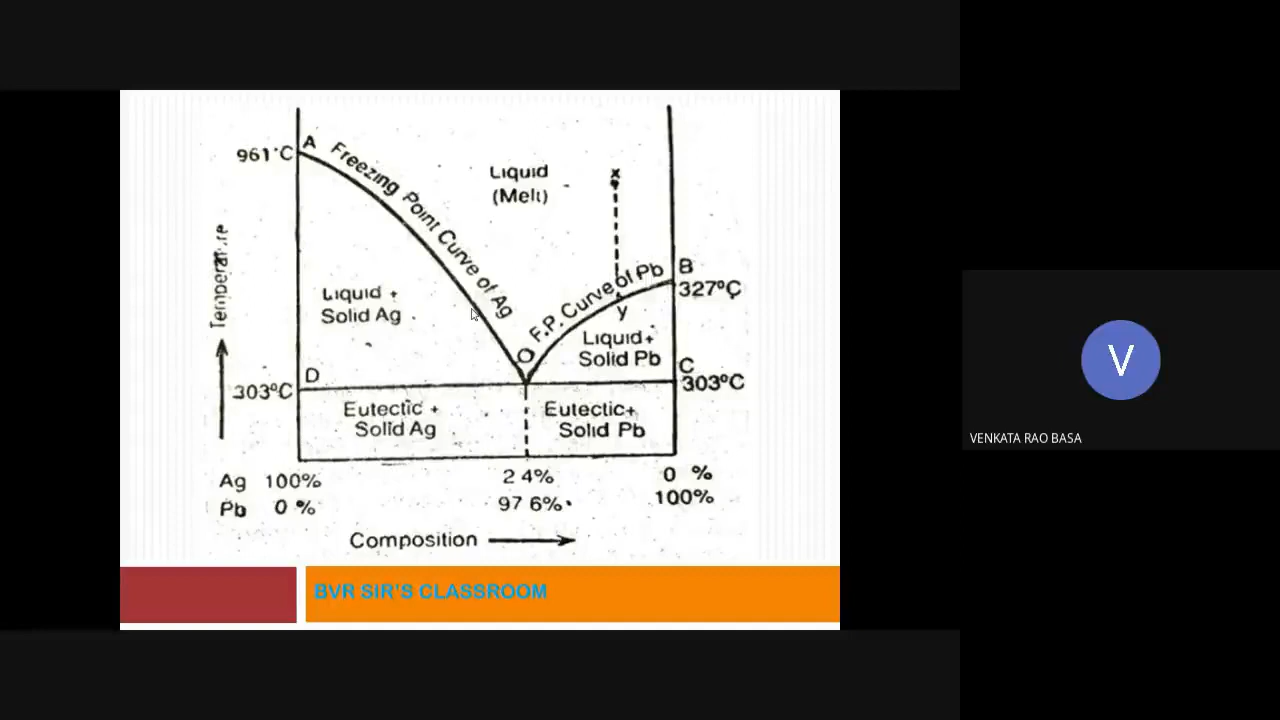 A
961°C
Freezing Point Curve of Ag
Liquid
(Melt)
x
B
327°C
F.P. Curve of Pb
y
Temperature
Liquid +
Solid Ag
O
Liquid+
Solid Pb
D
303°C
C
303°C
Eutectic +
Solid Ag
Eutectic+
Solid Pb
Ag 100% 2 4% 0 %
Pb 0 % 97 6% 100%
Composition
BVR SIR'S CLASSROOM
V
VENKATA RAO BASA